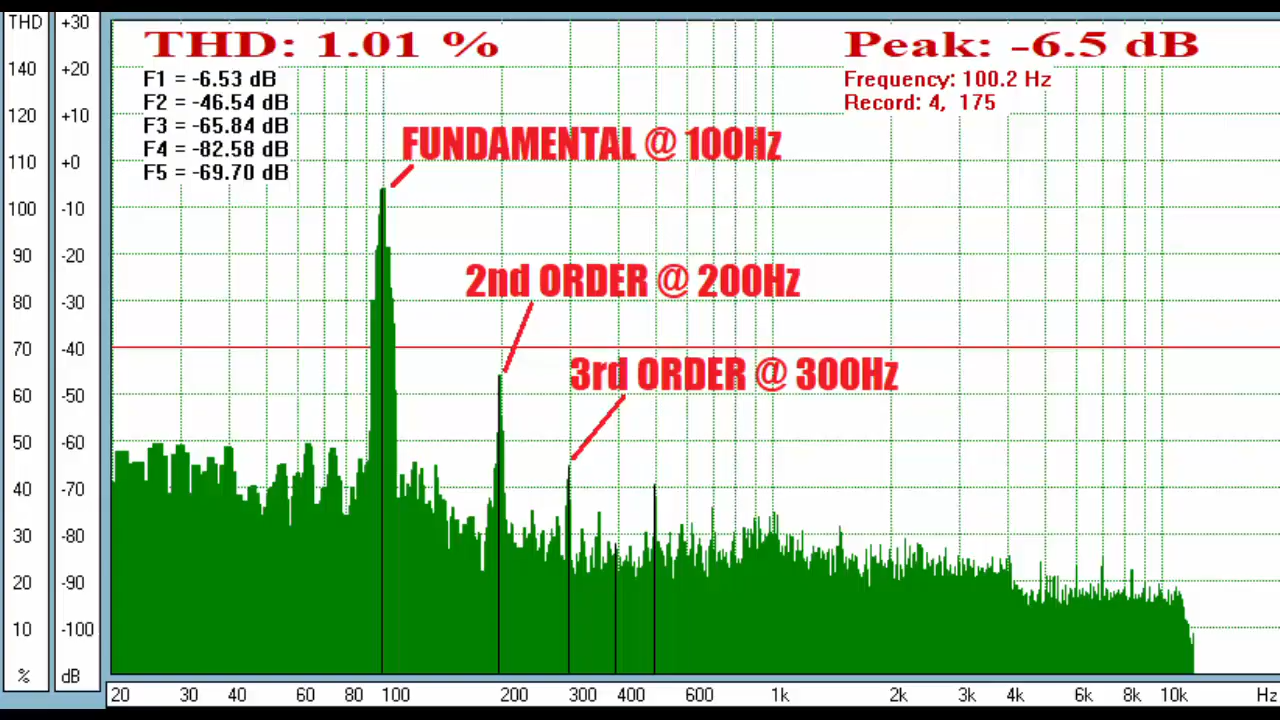 THD
+30
THD: 1.01 %
Peak: -6.5 dB
140
+20
F1 = -6.53 dB
Frequency: 100.2 Hz
F2 = -46.54 dB
Record: 4, 175
120
+10
F3 = -65.84 dB
FUNDAMENTAL @ 100Hz
F4 = -82.58 dB
110
+0
F5 = -69.70 dB
100
-10
90
-20
2nd ORDER @ 200Hz
80
-30
70
-40
3rd ORDER @ 300Hz
60
-50
50
-60
40
-70
30
-80
20
-90
10
-100
%
dB
20 30 40 60 80 100 200 300 400 600 1k 2k 3k 4k 6k 8k 10k Hz